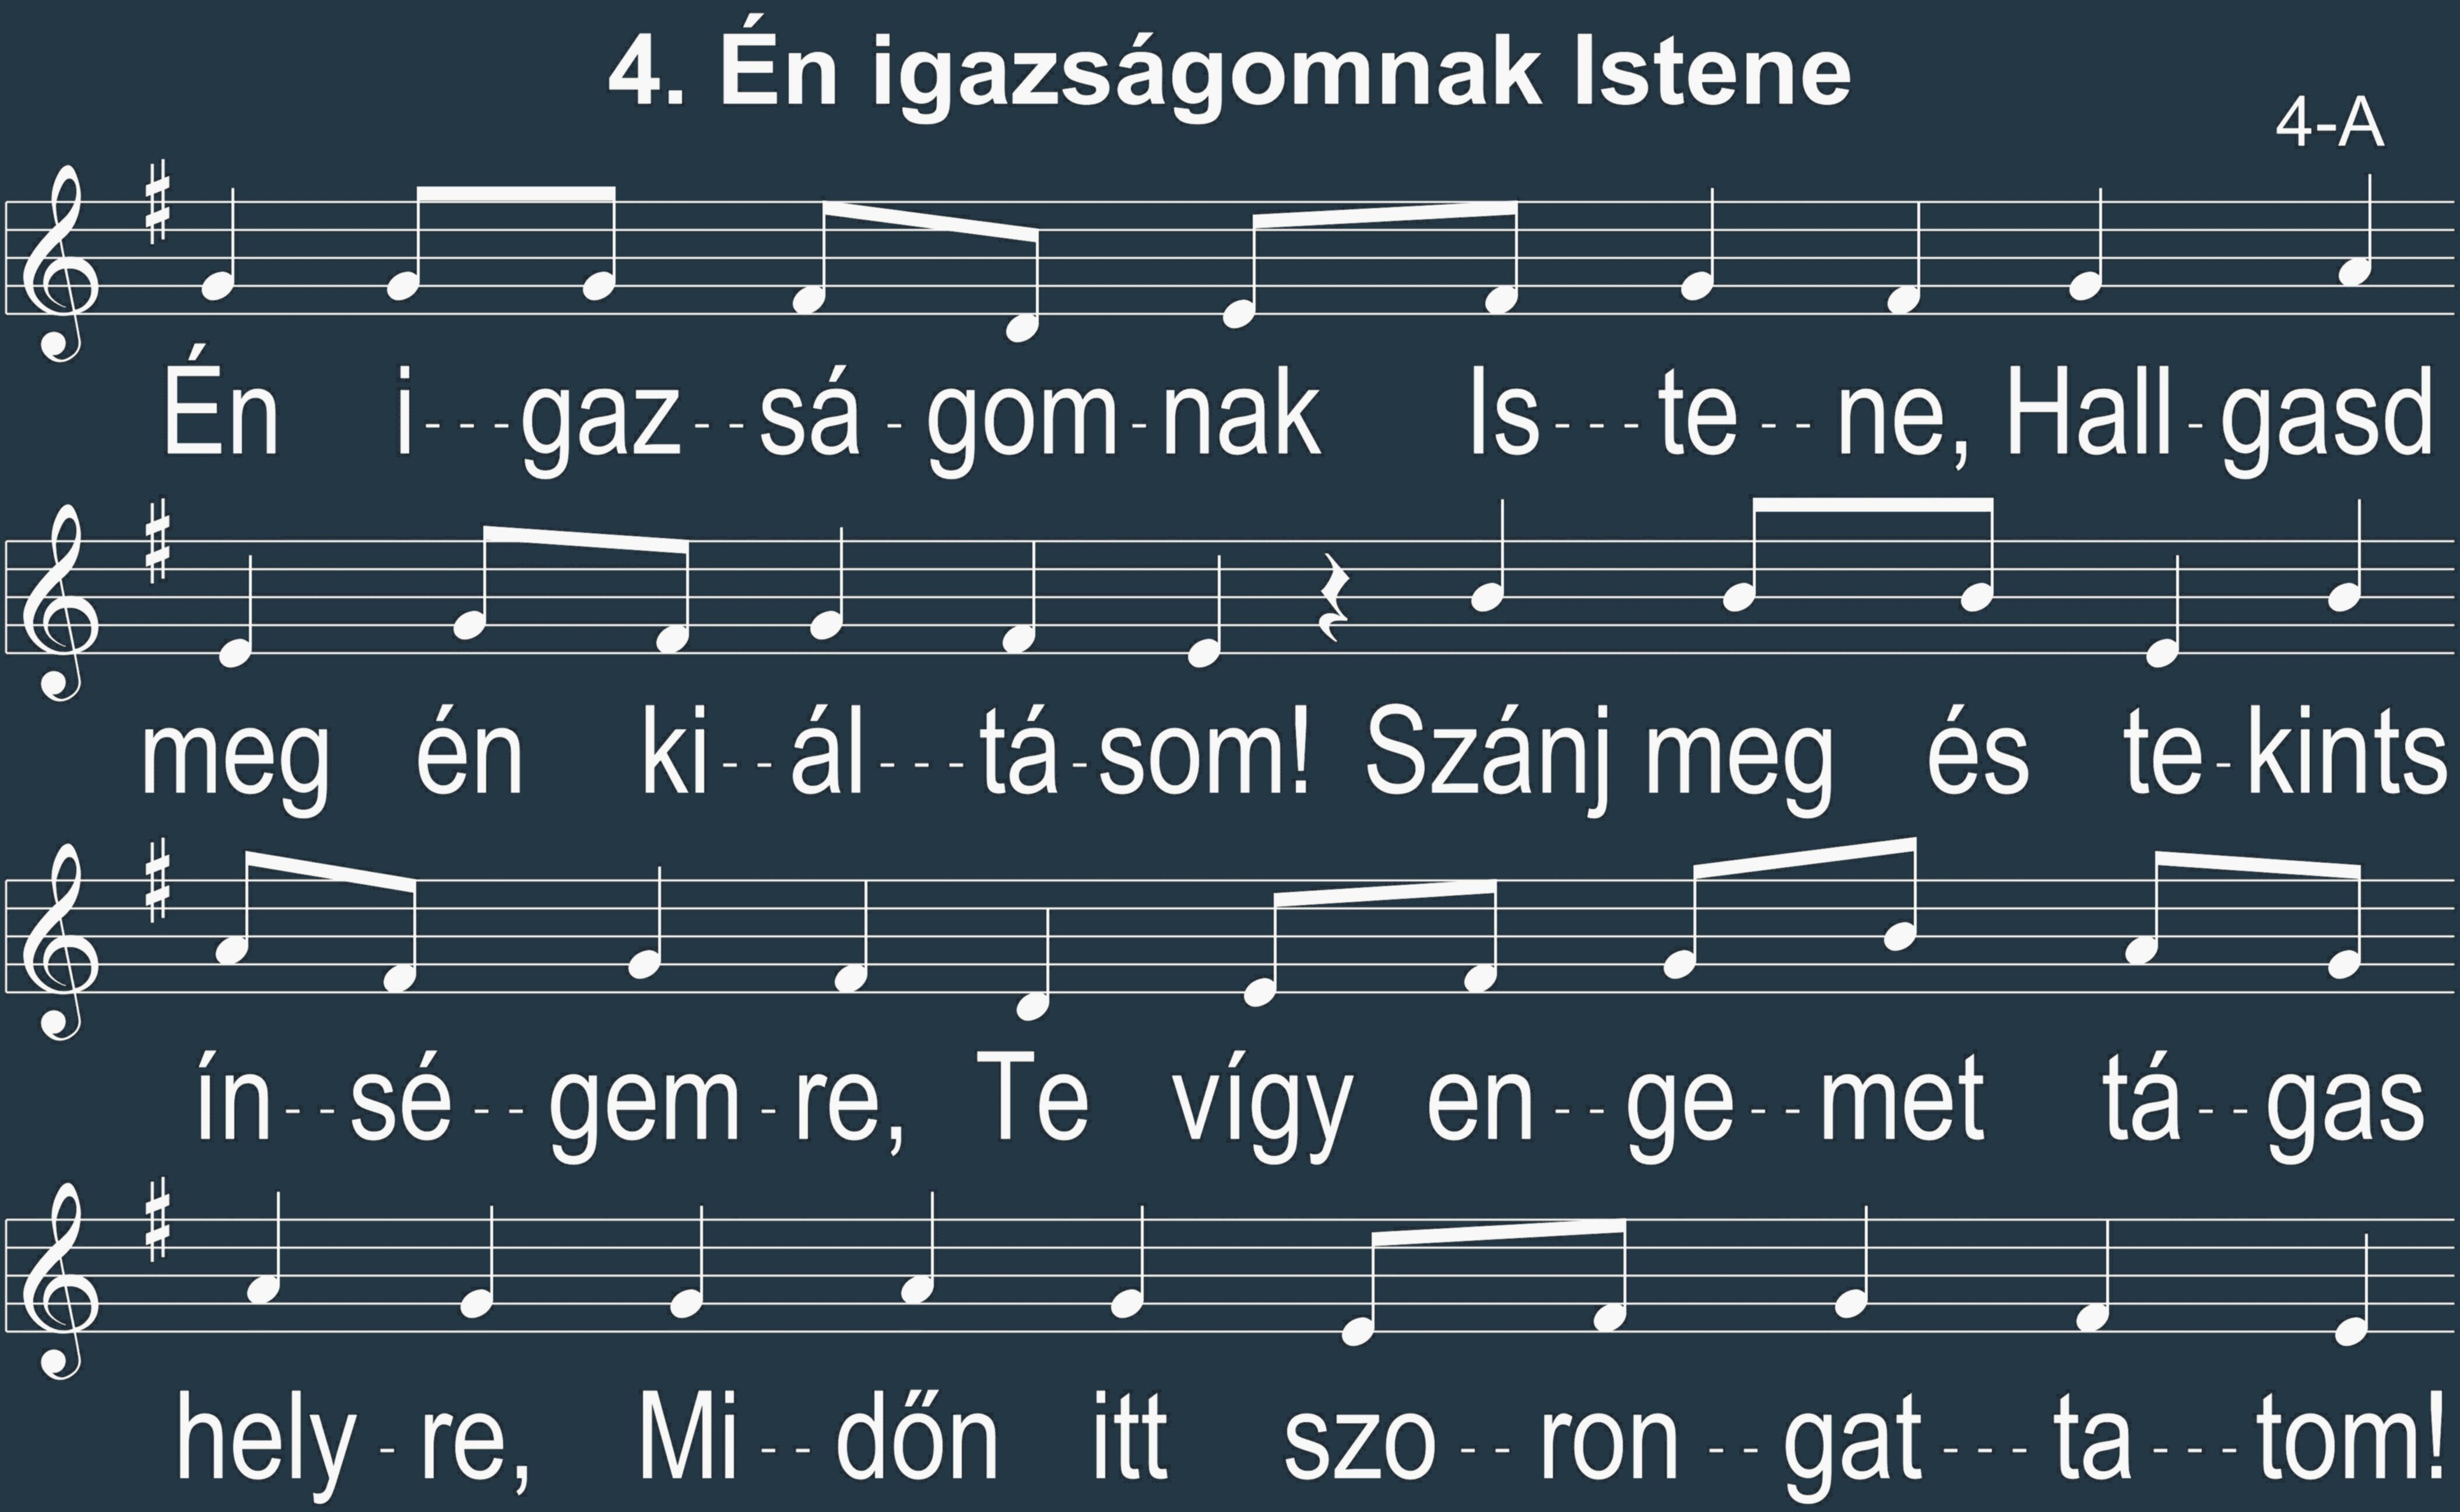 4. Én igazságomnak Istene
4-A
Én i---gaz--sá-gom-nak Is---te--ne, Hall-gasd
meg én ki--ál---tá-som! Szánj meg és te-kints
ín--sé--gem-re, Te vígy en--ge--met tá--gas
hely-re, Mi--dőn itt szo--ron--gat---ta---tom!